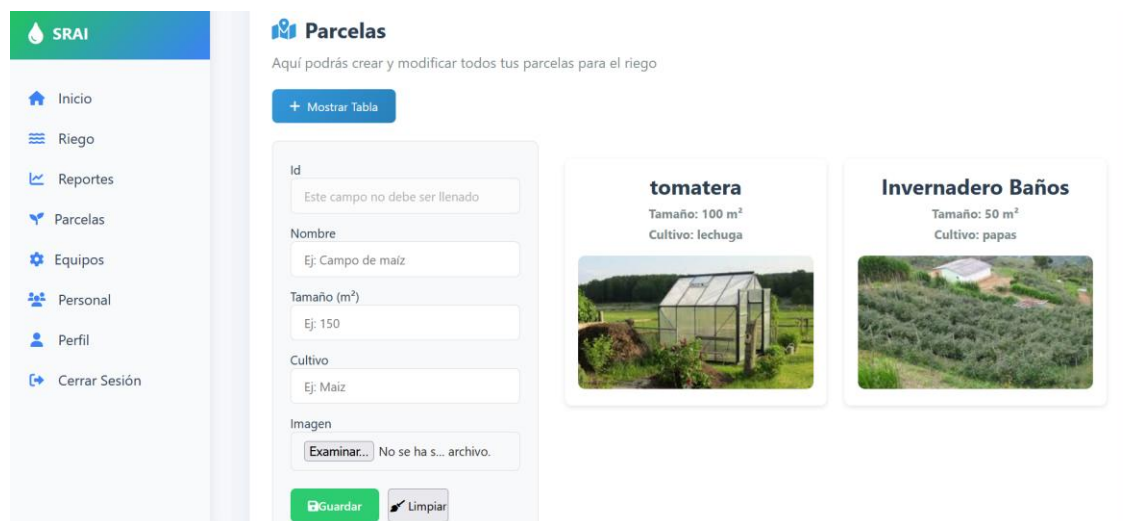 SRAI
Inicio
Riego
Reportes
Parcelas
Equipos
Personal
Perfil
Cerrar Sesión
Parcelas
Aquí podrás crear y modificar todos tus parcelas para el riego
+ Mostrar Tabla
Id
Este campo no debe ser llenado
Nombre
Ej: Campo de maíz
Tamaño (m²)
Ej: 150
Cultivo
Ej: Maiz
Imagen
Examinar... No se ha s... archivo.
Guardar Limpiar
tomatera
Tamaño: 100 m²
Cultivo: lechuga
Invernadero Baños
Tamaño: 50 m²
Cultivo: papas